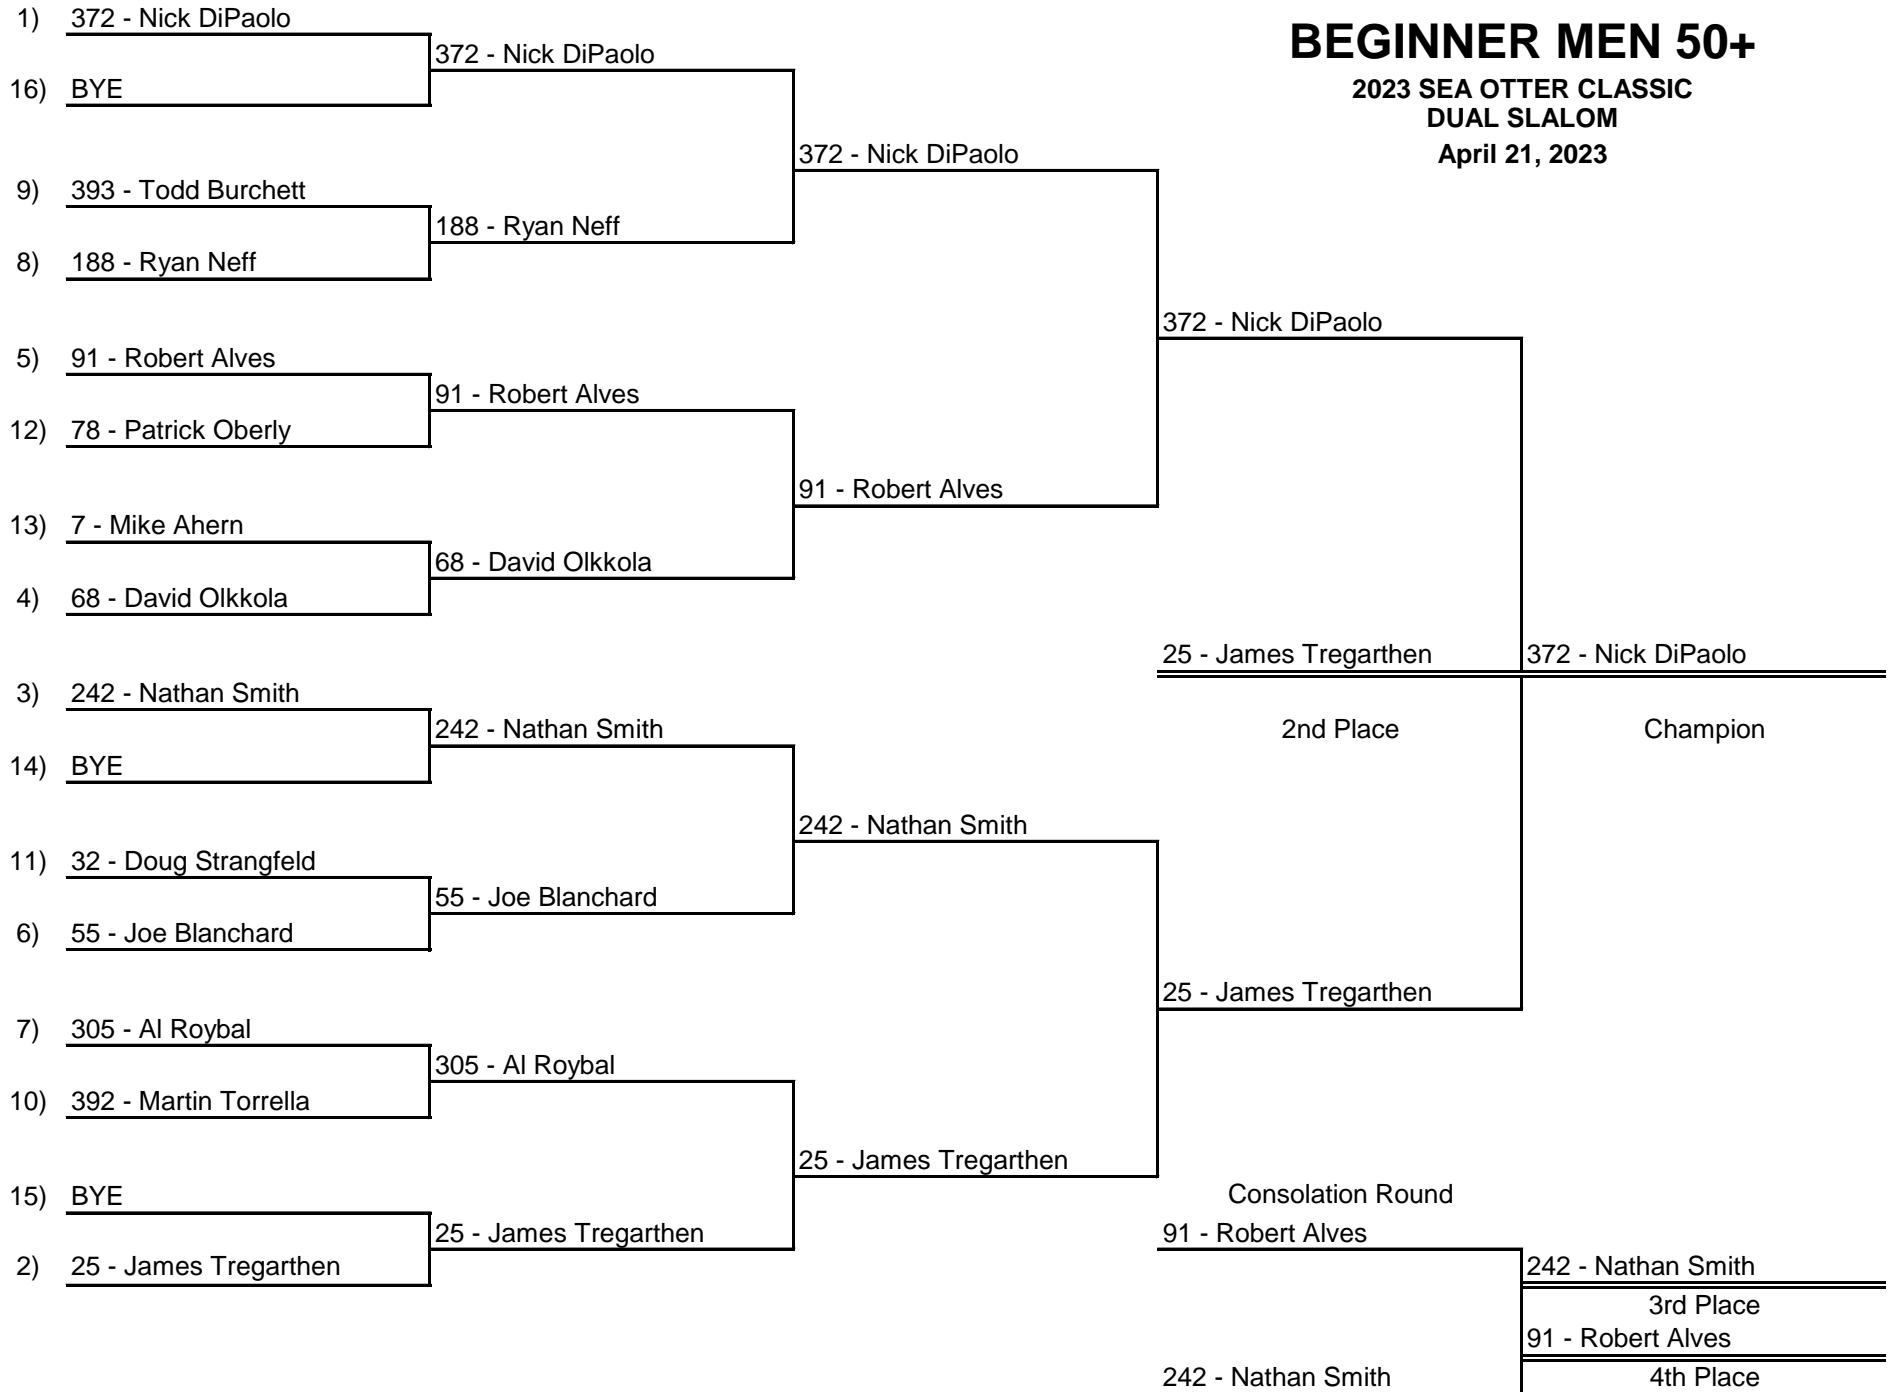 BEGINNER MEN 50+
2023 SEA OTTER CLASSIC
DUAL SLALOM
April 21, 2023
1) 372 - Nick DiPaolo
372 - Nick DiPaolo
16) BYE
372 - Nick DiPaolo
9) 393 - Todd Burchett
188 - Ryan Neff
8) 188 - Ryan Neff
372 - Nick DiPaolo
5) 91 - Robert Alves
91 - Robert Alves
12) 78 - Patrick Oberly
91 - Robert Alves
13) 7 - Mike Ahern
68 - David Olkkola
4) 68 - David Olkkola
25 - James Tregarthen
372 - Nick DiPaolo
2nd Place
Champion
3) 242 - Nathan Smith
242 - Nathan Smith
14) BYE
242 - Nathan Smith
11) 32 - Doug Strangfeld
55 - Joe Blanchard
6) 55 - Joe Blanchard
25 - James Tregarthen
7) 305 - Al Roybal
305 - Al Roybal
10) 392 - Martin Torrella
25 - James Tregarthen
15) BYE
25 - James Tregarthen
2) 25 - James Tregarthen
Consolation Round
91 - Robert Alves
242 - Nathan Smith
3rd Place
91 - Robert Alves
242 - Nathan Smith
4th Place